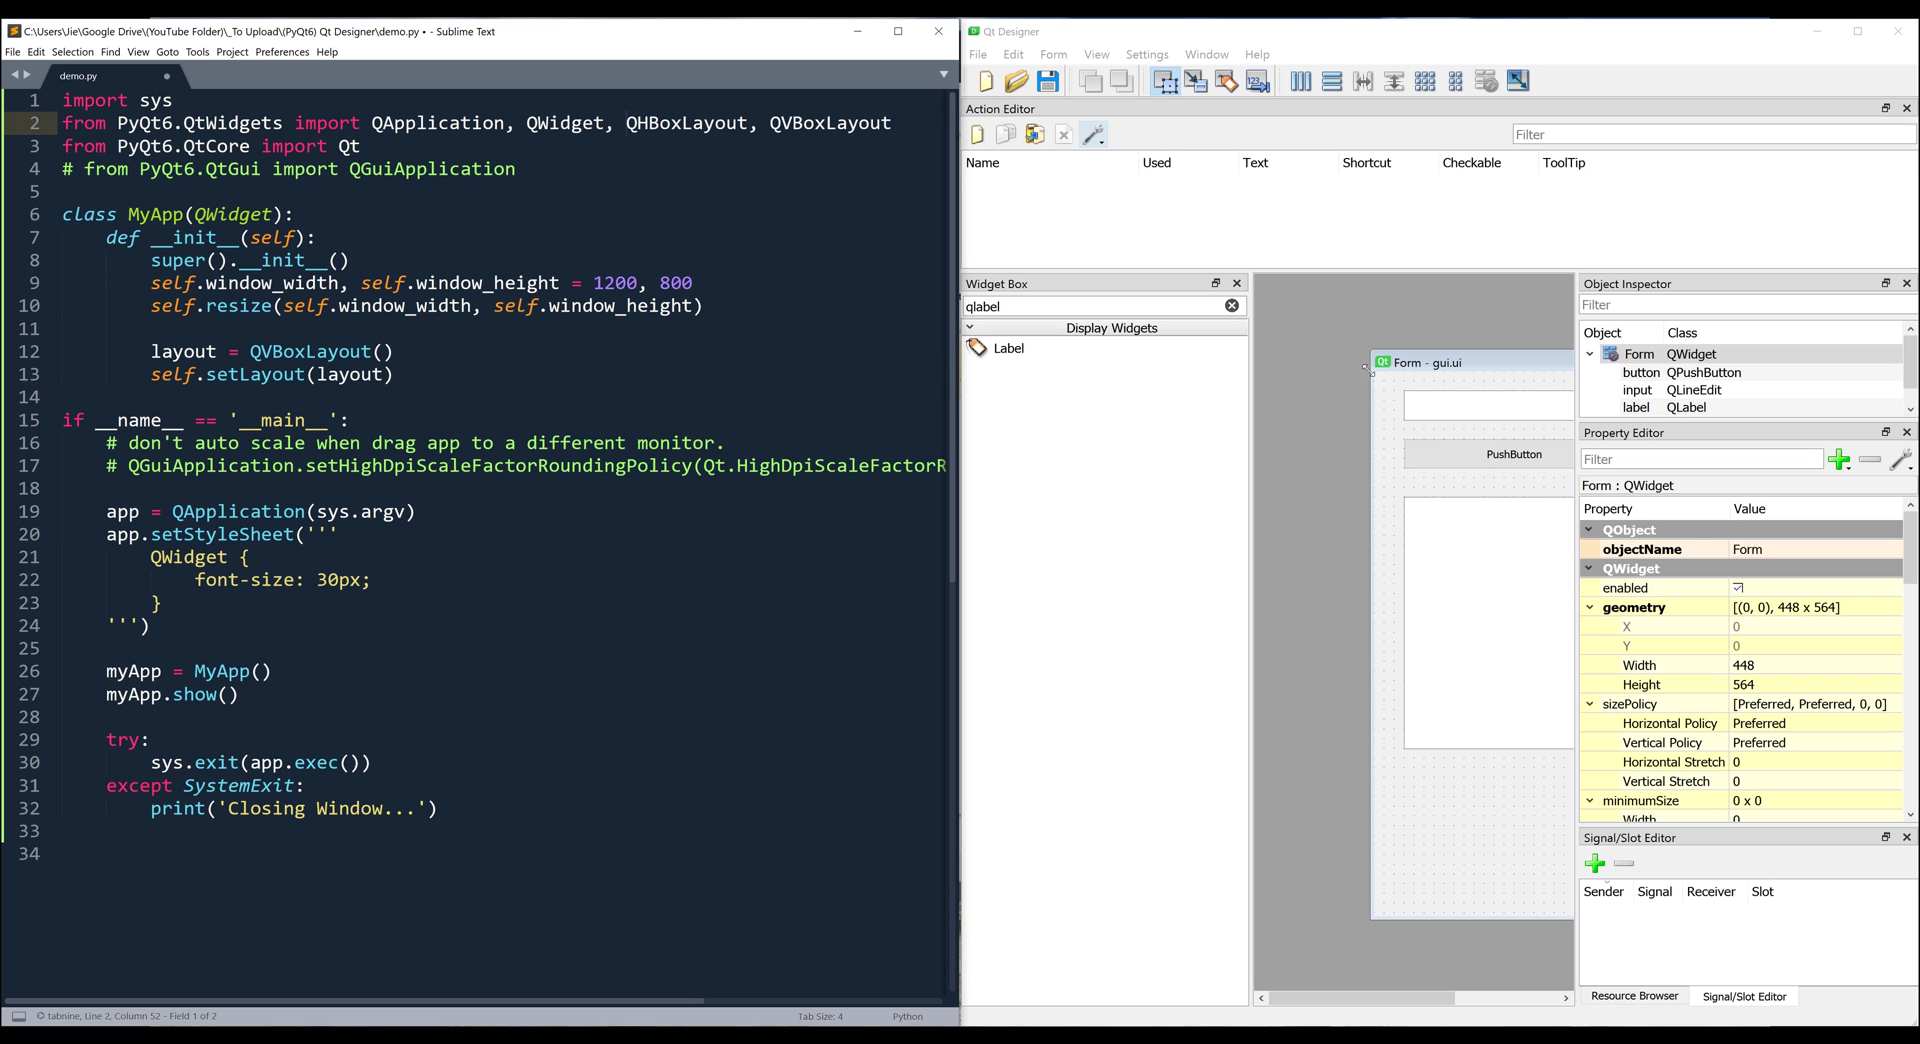 C:\Users\Jie\Google Drive\(YouTube Folder)\_To Upload\(PyQt6) Qt Designer\demo.py • - Sublime Text
File Edit Selection Find View Goto Tools Project Preferences Help
demo.py
1 import sys
2 from PyQt6.QtWidgets import QApplication, QWidget, QHBoxLayout, QVBoxLayout
3 from PyQt6.QtCore import Qt
4 # from PyQt6.QtGui import QGuiApplication
5
6 class MyApp(QWidget):
7 def __init__(self):
8 super().__init__()
9 self.window_width, self.window_height = 1200, 800
10 self.resize(self.window_width, self.window_height)
11
12 layout = QVBoxLayout()
13 self.setLayout(layout)
14
15 if __name__ == '__main__':
16 # don't auto scale when drag app to a different monitor.
17 # QGuiApplication.setHighDpiScaleFactorRoundingPolicy(Qt.HighDpiScaleFactorR
18
19 app = QApplication(sys.argv)
20 app.setStyleSheet('''
21 QWidget {
22 font-size: 30px;
23 }
24 ''')
25
26 myApp = MyApp()
27 myApp.show()
28
29 try:
30 sys.exit(app.exec())
31 except SystemExit:
32 print('Closing Window...')
33
34
tabnine, Line 2, Column 52 - Field 1 of 2
Tab Size: 4
Python
Qt Designer
File Edit Form View Settings Window Help
123
Action Editor
Filter
Name Used Text Shortcut Checkable ToolTip
Widget Box
qlabel
Display Widgets
Label
Qt Form - gui.ui
PushButton
Object Inspector
Filter
Object Class
Form QWidget
button QPushButton
input QLineEdit
label QLabel
Property Editor
Filter
Form : QWidget
Property Value
QObject
objectName Form
QWidget
enabled
geometry [(0, 0), 448 x 564]
X 0
Y 0
Width 448
Height 564
sizePolicy [Preferred, Preferred, 0, 0]
Horizontal Policy Preferred
Vertical Policy Preferred
Horizontal Stretch 0
Vertical Stretch 0
minimumSize 0 x 0
Width 0
Signal/Slot Editor
Sender Signal Receiver Slot
Resource Browser Signal/Slot Editor